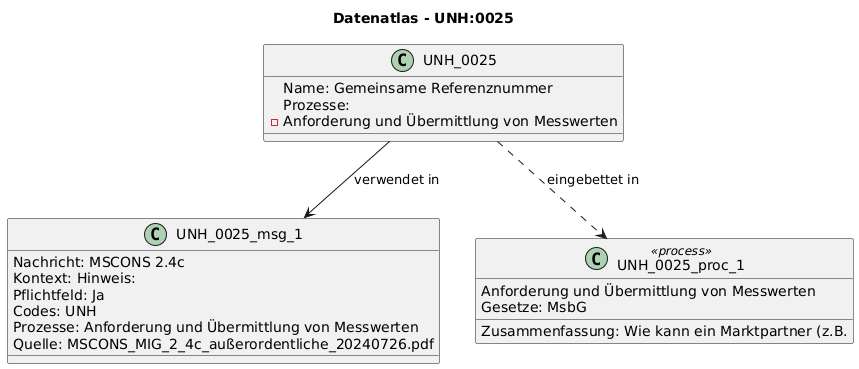 Datenatlas - UNH:0025
C UNH_0025
Name: Gemeinsame Referenznummer
Prozesse:
Anforderung und Übermittlung von Messwerten
verwendet in
eingebettet in
C UNH_0025_msg_1
Nachricht: MSCONS 2.4c
Kontext: Hinweis:
Pflichtfeld: Ja
Codes: UNH
Prozesse: Anforderung und Übermittlung von Messwerten
Quelle: MSCONS_MIG_2_4c_außerordentliche_20240726.pdf
«process»
C UNH_0025_proc_1
Anforderung und Übermittlung von Messwerten
Gesetze: MsbG
Zusammenfassung: Wie kann ein Marktpartner (z.B.